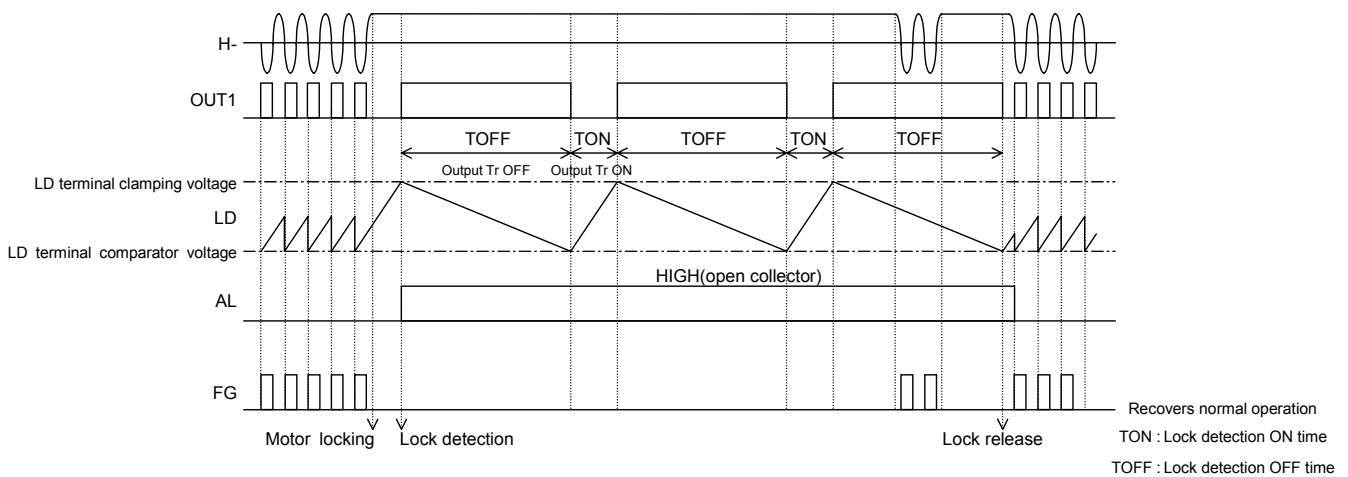 H-
OUT1
TOFF TON TOFF TON TOFF
Output Tr OFF Output Tr ON
LD terminal clamping voltage
LD
LD terminal comparator voltage
HIGH(open collector)
AL
FG
Recovers normal operation
Motor locking Lock detection Lock release TON : Lock detection ON time
TOFF : Lock detection OFF time